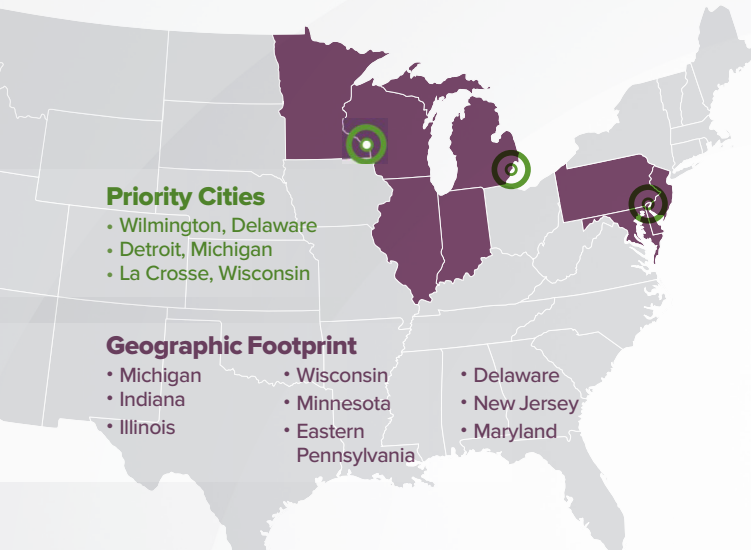 Priority Cities
• Wilmington, Delaware
• Detroit, Michigan
• La Crosse, Wisconsin
Geographic Footprint
• Michigan
• Indiana
• Illinois
• Wisconsin
• Minnesota
• Eastern
Pennsylvania
• Delaware
• New Jersey
• Maryland